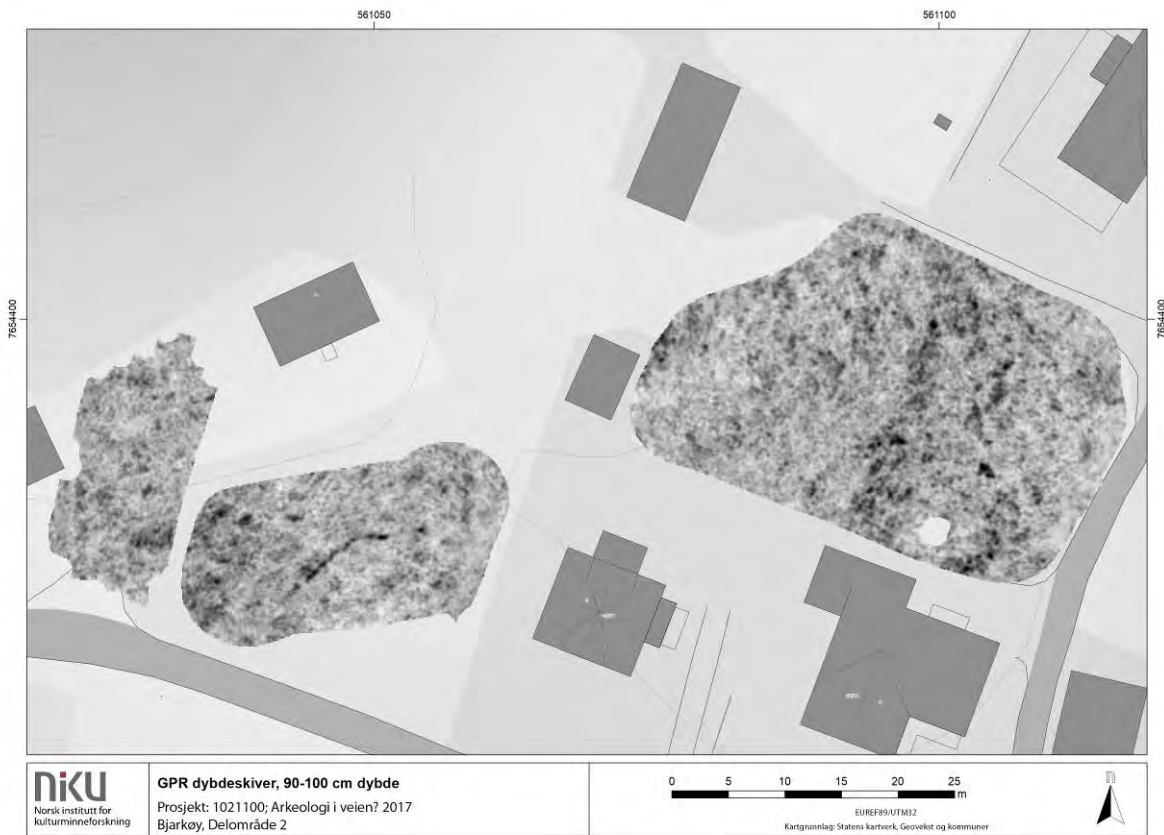 561050
561100
7654400
7654400
niku
Norsk institutt for
kulturminneforskning
GPR dybdeskiver, 90-100 cm dybde
Prosjekt: 1021100; Arkeologi i veien? 2017
Bjarkøy, Delområde 2
0 5 10 15 20 25
m
EUREF89/UTM32
Kartgrunnlag: Statens kartverk, Geovekst og kommuner
n